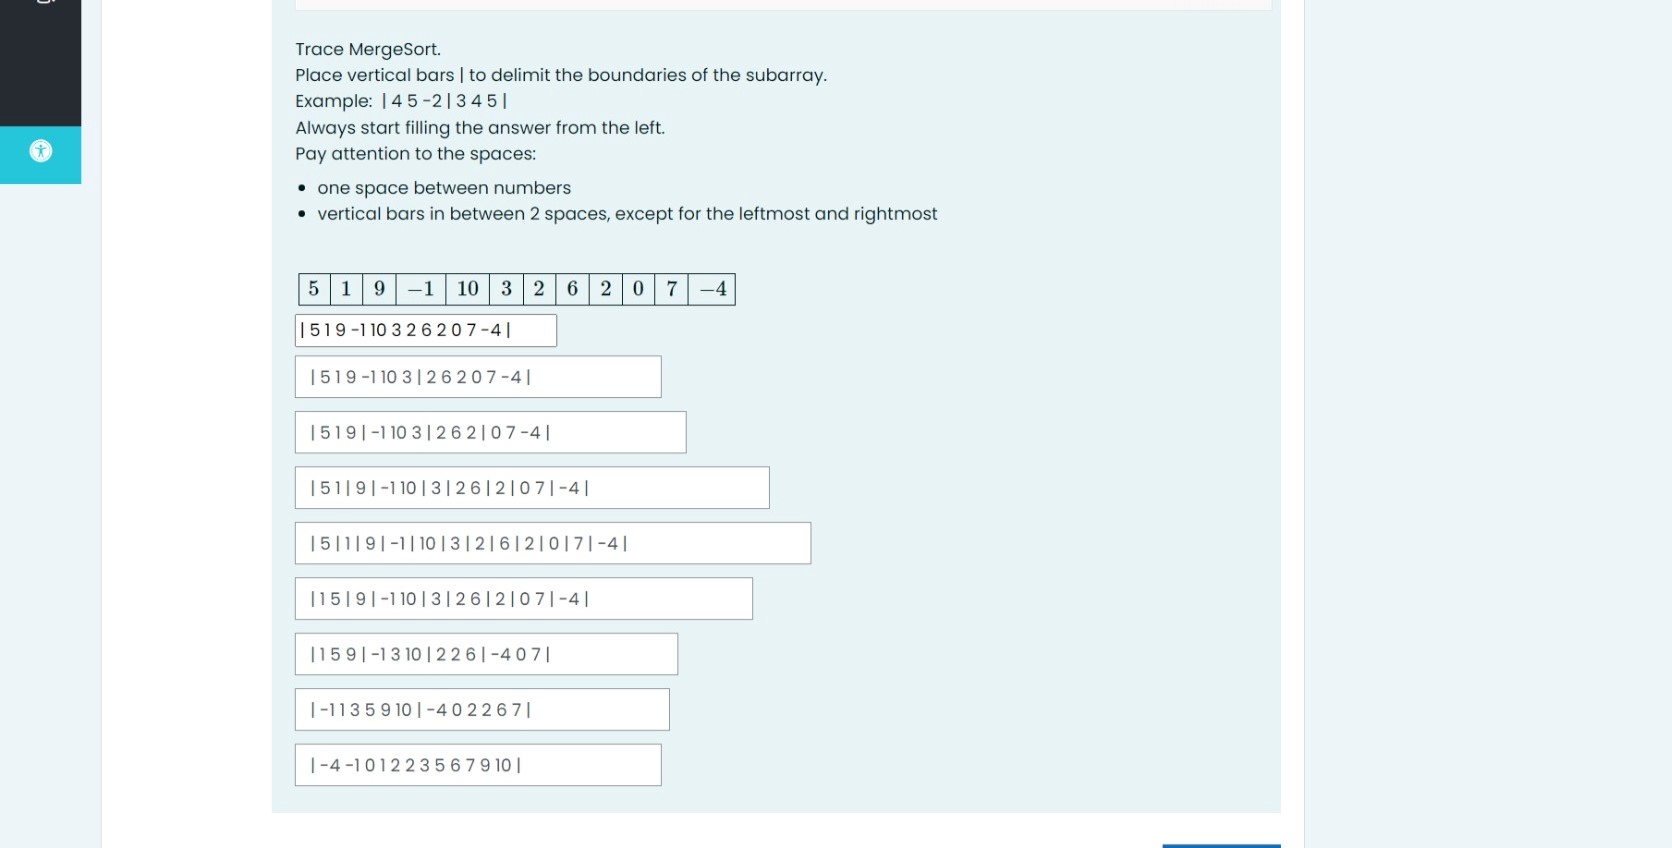 Trace MergeSort.
Place vertical bars | to delimit the boundaries of the subarray.
Example: | 4 5 -2 | 3 4 5 |
Always start filling the answer from the left.
Pay attention to the spaces:
• one space between numbers
• vertical bars in between 2 spaces, except for the leftmost and rightmost
5 1 9 −1 10 3 2 6 2 0 7 −4
| 5 1 9 -1 10 3 2 6 2 0 7 -4 |
| 5 1 9 -1 10 3 | 2 6 2 0 7 -4 |
| 5 1 9 | -1 10 3 | 2 6 2 | 0 7 -4 |
| 5 1 | 9 | -1 10 | 3 | 2 6 | 2 | 0 7 | -4 |
| 5 | 1 | 9 | -1 | 10 | 3 | 2 | 6 | 2 | 0 | 7 | -4 |
| 1 5 | 9 | -1 10 | 3 | 2 6 | 2 | 0 7 | -4 |
| 1 5 9 | -1 3 10 | 2 2 6 | -4 0 7 |
| -1 1 3 5 9 10 | -4 0 2 2 6 7 |
| -4 -1 0 1 2 2 3 5 6 7 9 10 |